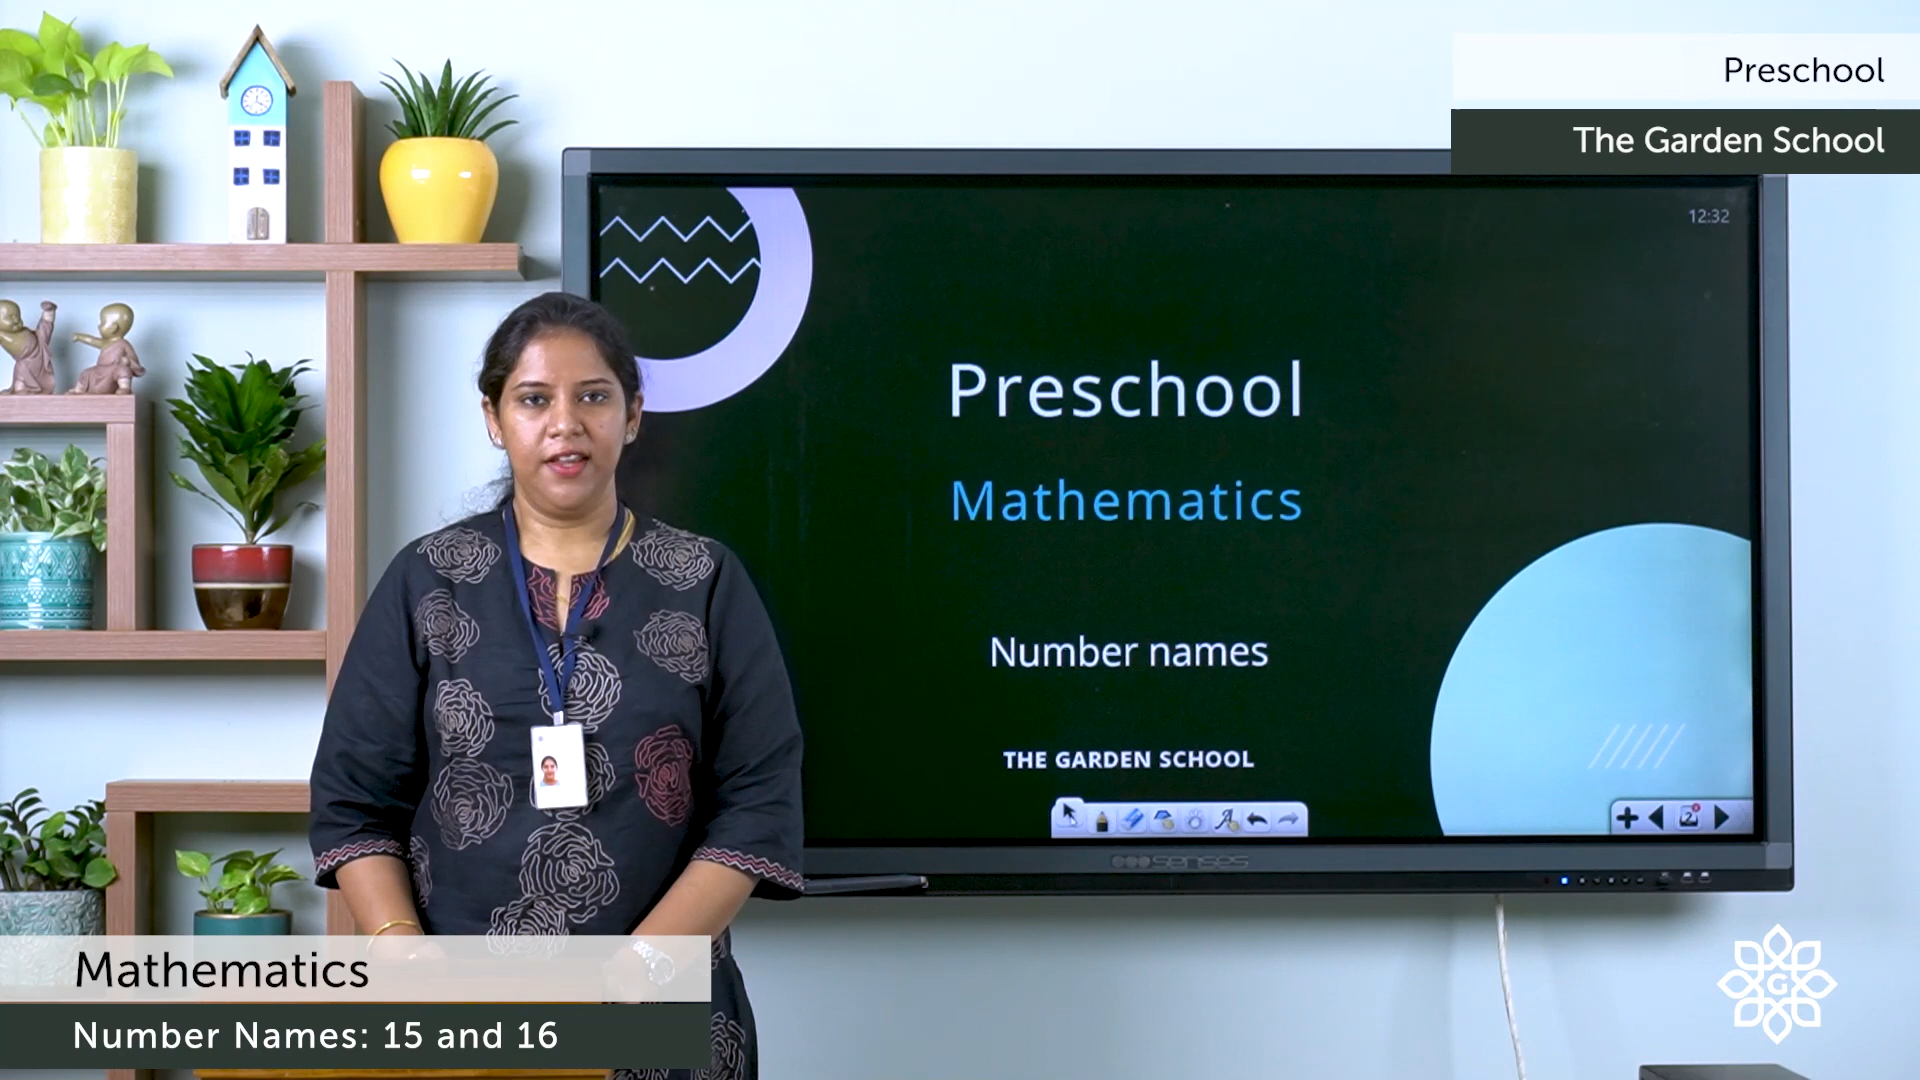 Preschool
The Garden School
12:32
Preschool
Mathematics
Number names
THE GARDEN SCHOOL
senses
Mathematics
Number Names: 15 and 16
G